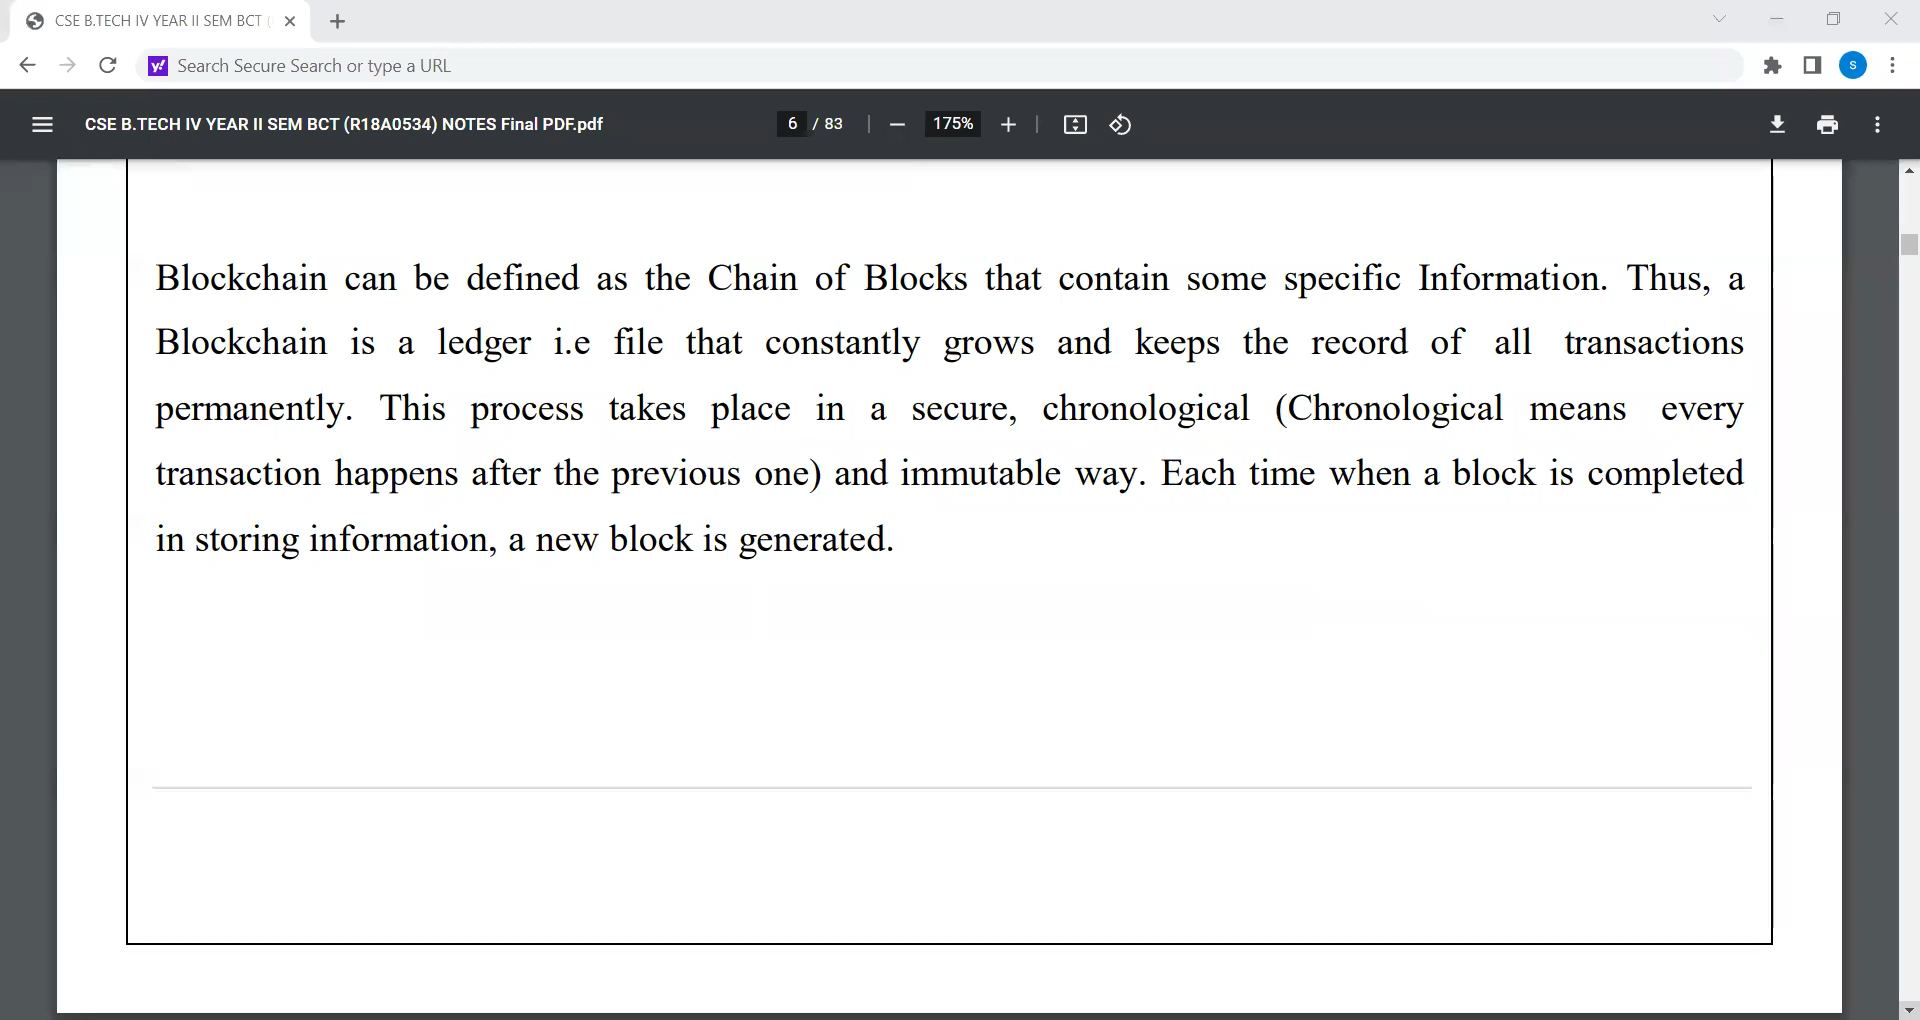 CSE B.TECH IV YEAR II SEM BCT (
Search Secure Search or type a URL
S
CSE B.TECH IV YEAR II SEM BCT (R18A0534) NOTES Final PDF.pdf
6 / 83
175%
Blockchain can be defined as the Chain of Blocks that contain some specific Information. Thus, a
Blockchain is a ledger i.e file that constantly grows and keeps the record of all transactions
permanently. This process takes place in a secure, chronological (Chronological means every
transaction happens after the previous one) and immutable way. Each time when a block is completed
in storing information, a new block is generated.